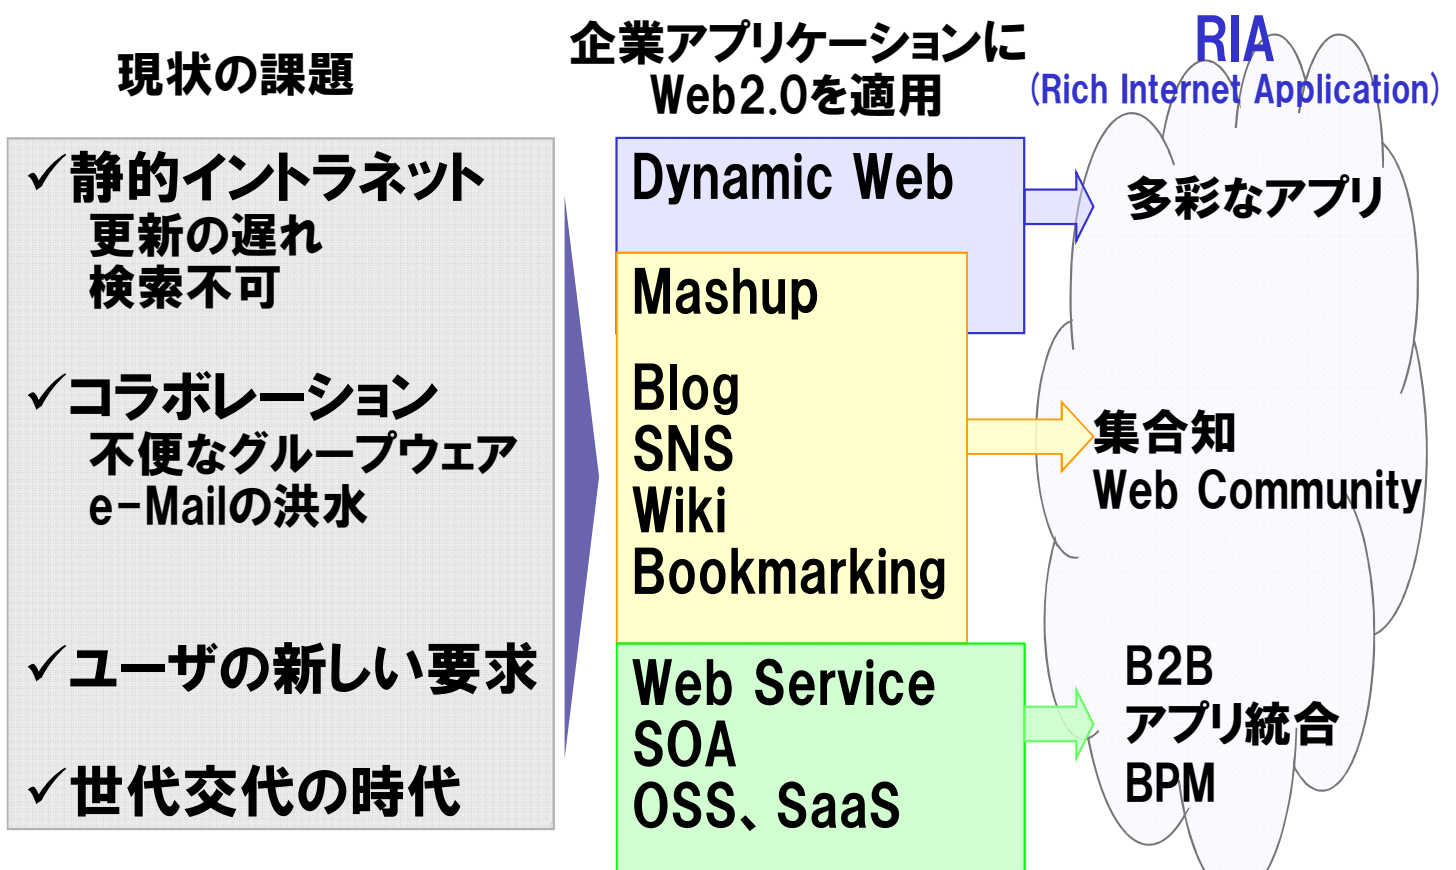 現状の課題
✓静的イントラネット
更新の遅れ
検索不可
✓コラボレーション
不便なグループウェア
e-Mailの洪水
✓ユーザの新しい要求
✓世代交代の時代
企業アプリケーションに
Web2.0を適用
Dynamic Web
Mashup
Blog
SNS
Wiki
Bookmarking
Web Service
SOA
OSS、SaaS
RIA
(Rich Internet Application)
多彩なアプリ
集合知
Web Community
B2B
アプリ統合
BPM